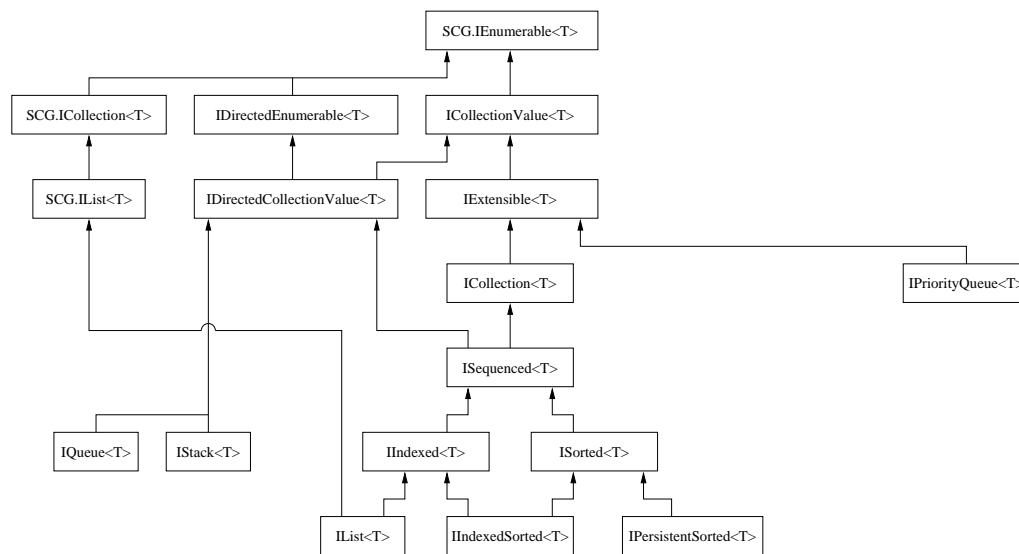 SCG.IEnumerable<T>
SCG.ICollection<T>
IDirectedEnumerable<T>
ICollectionValue<T>
SCG.IList<T>
IDirectedCollectionValue<T>
IExtensible<T>
ICollection<T>
IPriorityQueue<T>
ISequenced<T>
IQueue<T>
IStack<T>
IIndexed<T>
ISorted<T>
IList<T>
IIndexedSorted<T>
IPersistentSorted<T>